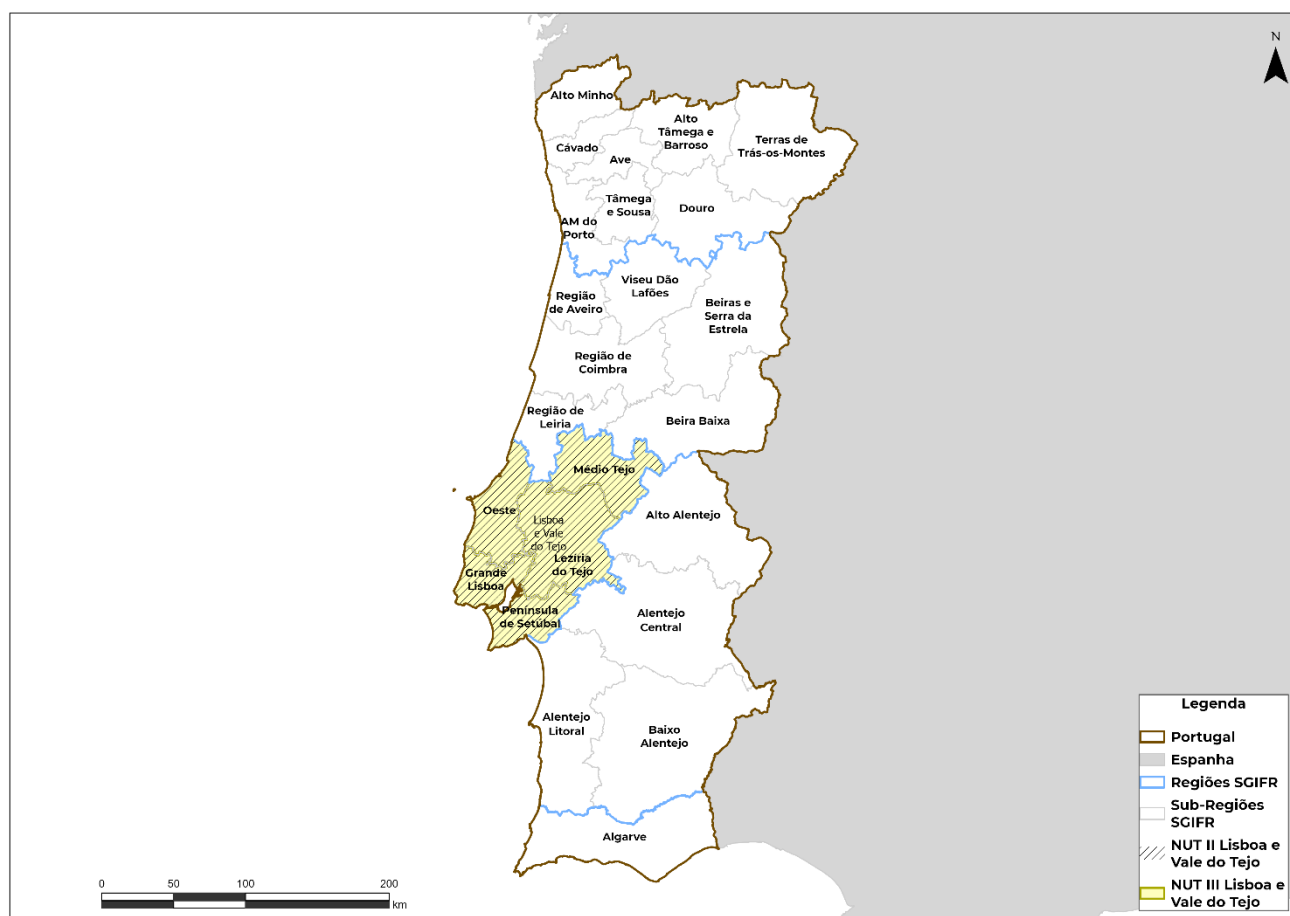 N
Alto Minho
Alto
Tâmega e
Barroso
Terras de
Trás-os-Montes
Cávado
Ave
Tâmega
e Sousa
Douro
AM do
Porto
Viseu Dão
Lafões
Região
de Aveiro
Beiras e
Serra da
Estrela
Região de
Coimbra
Região de
Leiria
Beira Baixa
Médio Tejo
Oeste
Lisboa
e Vale
do Tejo
Alto Alentejo
Lezíria
do Tejo
Grande
Lisboa
Península
de Setúbal
Alentejo
Central
Alentejo
Litoral
Baixo
Alentejo
Algarve
0 50 100 200
km
Legenda
Portugal
Espanha
Regiões SGIFR
Sub-Regiões
SGIFR
NUT II Lisboa e
Vale do Tejo
NUT III Lisboa e
Vale do Tejo